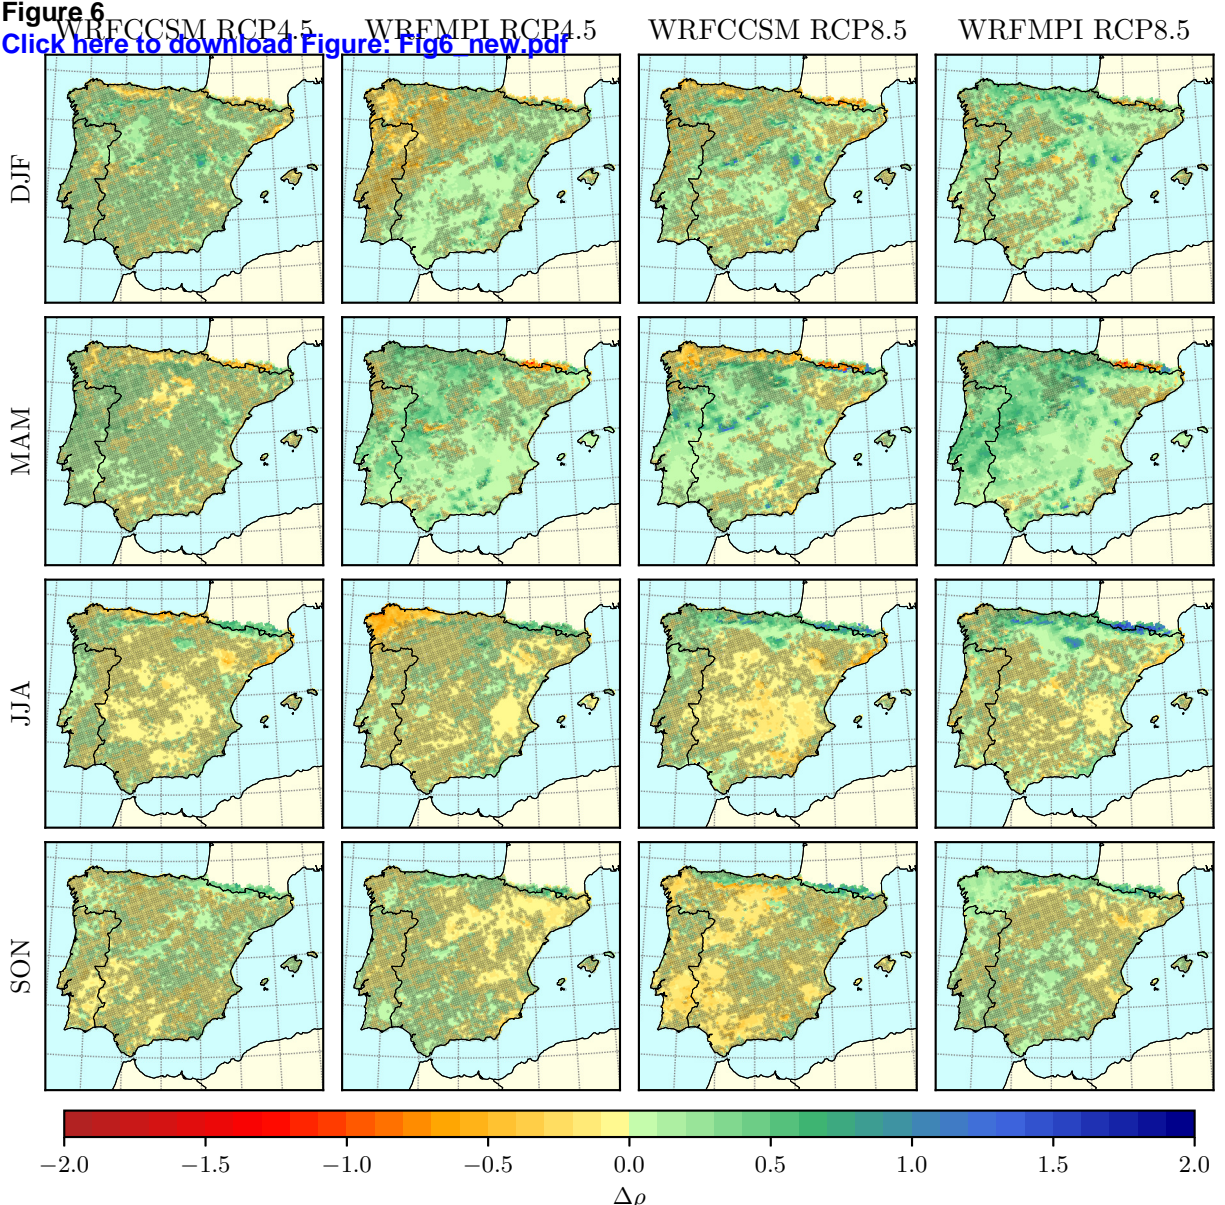 Figure 6
Click here to download Figure: Fig6_new.pdf
WRFCCSM RCP4.5 WRFMPI RCP4.5 WRFCCSM RCP8.5 WRFMPI RCP8.5
DJF
MAM
JJA
SON
−2.0 −1.5 −1.0 −0.5 0.0 0.5 1.0 1.5 2.0
Δρ